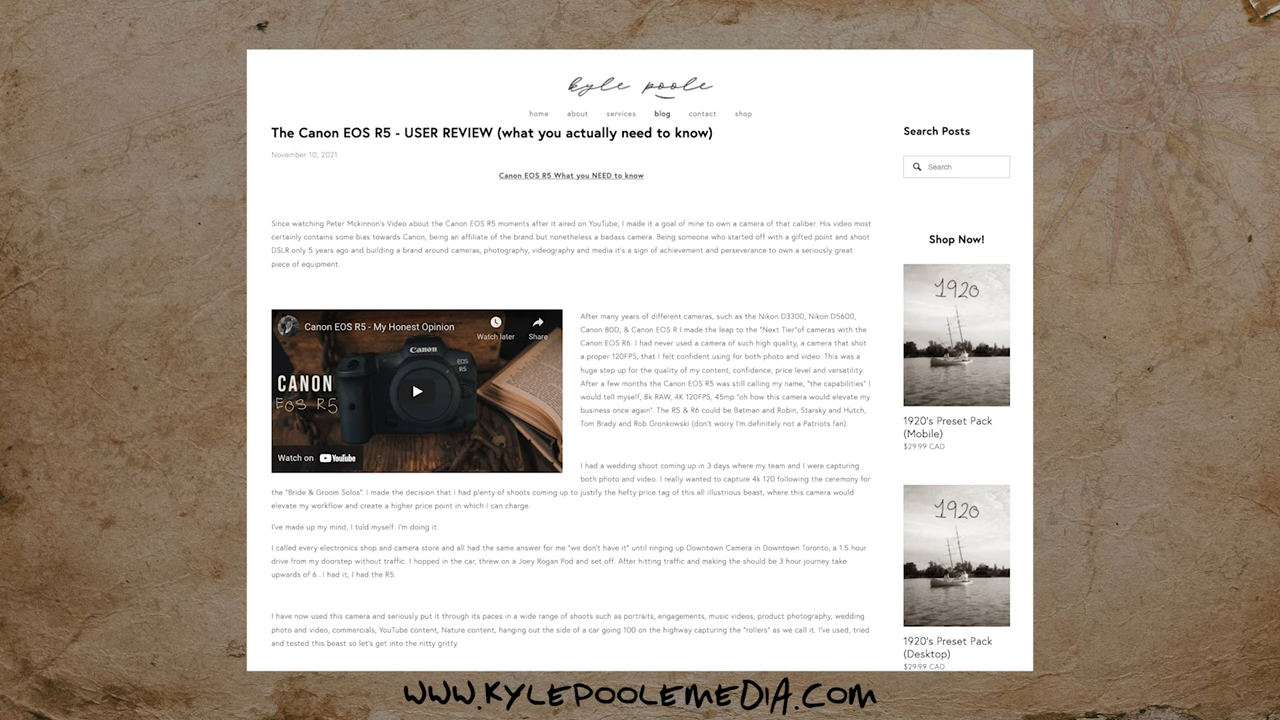 kyle poole
home about services blog contact shop
The Canon EOS R5 - USER REVIEW (what you actually need to know)
November 10, 2021
Canon EOS R5 What you NEED to know
Since watching Peter Mckinnon's Video about the Canon EOS R5 moments after it aired on YouTube, I made it a goal of mine to own a camera of that caliber. His video most
certainly contains some bias towards Canon, being an affiliate of the brand but nonetheless a badass camera. Being someone who started off with a gifted point and shoot
DSLR only 5 years ago and building a brand around cameras, photography, videography and media it's a sign of achievement and perseverance to own a seriously great
piece of equipment.
Canon EOS R5 - My Honest Opinion
Watch later
Share
Canon
EOS
R5
CANON
EOS R5
Watch on YouTube
After many years of different cameras, such as the Nikon D3300, Nikon D5600,
Canon 80D, & Canon EOS R I made the leap to the "Next Tier"of cameras with the
Canon EOS R6. I had never used a camera of such high quality, a camera that shot
a proper 120FPS, that I felt confident using for both photo and video. This was a
huge step up for the quality of my content, confidence, price level and versatility.
After a few months the Canon EOS R5 was still calling my name, "the capabilities" I
would tell myself, 8k RAW, 4K 120FPS, 45mp "oh how this camera would elevate my
business once again". The R5 & R6 could be Batman and Robin, Starsky and Hutch,
Tom Brady and Rob Gronkowski (don't worry I'm definitely not a Patriots fan).
I had a wedding shoot coming up in 3 days where my team and I were capturing
both photo and video. I really wanted to capture 4k 120 following the ceremony for
the "Bride & Groom Solos". I made the decision that I had plenty of shoots coming up to justify the hefty price tag of this all illustrious beast, where this camera would
elevate my workflow and create a higher price point in which I can charge.
I've made up my mind, I told myself. I'm doing it.
I called every electronics shop and camera store and all had the same answer for me "we don't have it" until ringing up Downtown Camera in Downtown Toronto, a 1.5 hour
drive from my doorstep without traffic. I hopped in the car, threw on a Joey Rogan Pod and set off. After hitting traffic and making the should be 3 hour journey take
upwards of 6...I had it, I had the R5.
I have now used this camera and seriously put it through its paces in a wide range of shoots such as portraits, engagements, music videos, product photography, wedding
photo and video, commercials, YouTube content, Nature content, hanging out the side of a car going 100 on the highway capturing the "rollers" as we call it. I've used, tried
and tested this beast so let's get into the nitty gritty.
Search Posts
Search
Shop Now!
1920
1920's Preset Pack
(Mobile)
$29.99 CAD
1920
1920's Preset Pack
(Desktop)
$29.99 CAD
WWW.KYLEPOOLEMEDIA.COM